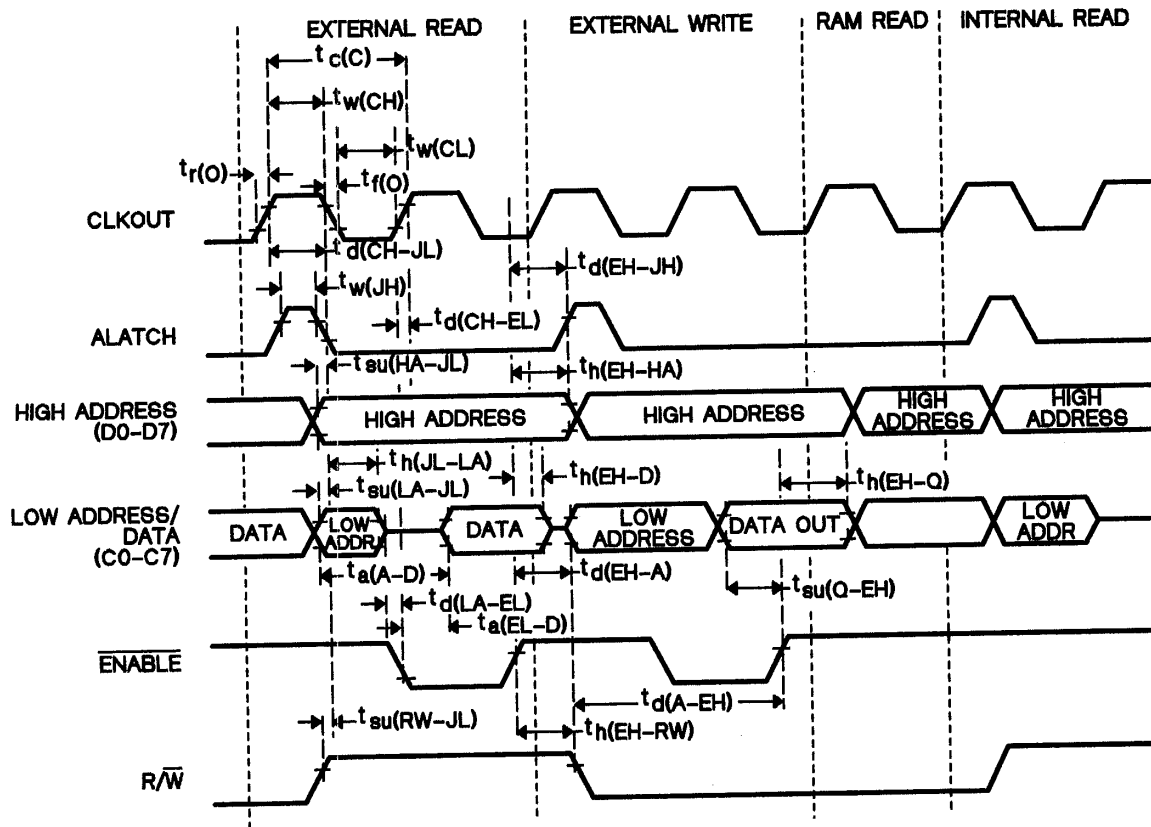 EXTERNAL READ EXTERNAL WRITE RAM READ INTERNAL READ
tc(C)
tw(CH)
tw(CL)
tr(O)
tf(O)
CLKOUT
td(CH-JL)
td(EH-JH)
tw(JH)
td(CH-EL)
ALATCH
tsu(HA-JL)
th(EH-HA)
HIGH ADDRESS
(D0-D7)
HIGH ADDRESS
HIGH ADDRESS
HIGH
ADDRESS
HIGH
ADDRESS
th(JL-LA)
th(EH-D)
th(EH-Q)
tsu(LA-JL)
LOW ADDRESS/
DATA
(C0-C7)
DATA
LOW
ADDR
DATA
LOW
ADDRESS
DATA OUT
LOW
ADDR
ta(A-D)
td(EH-A)
tsu(Q-EH)
td(LA-EL)
ta(EL-D)
ENABLE
td(A-EH)
tsu(RW-JL)
th(EH-RW)
R/W